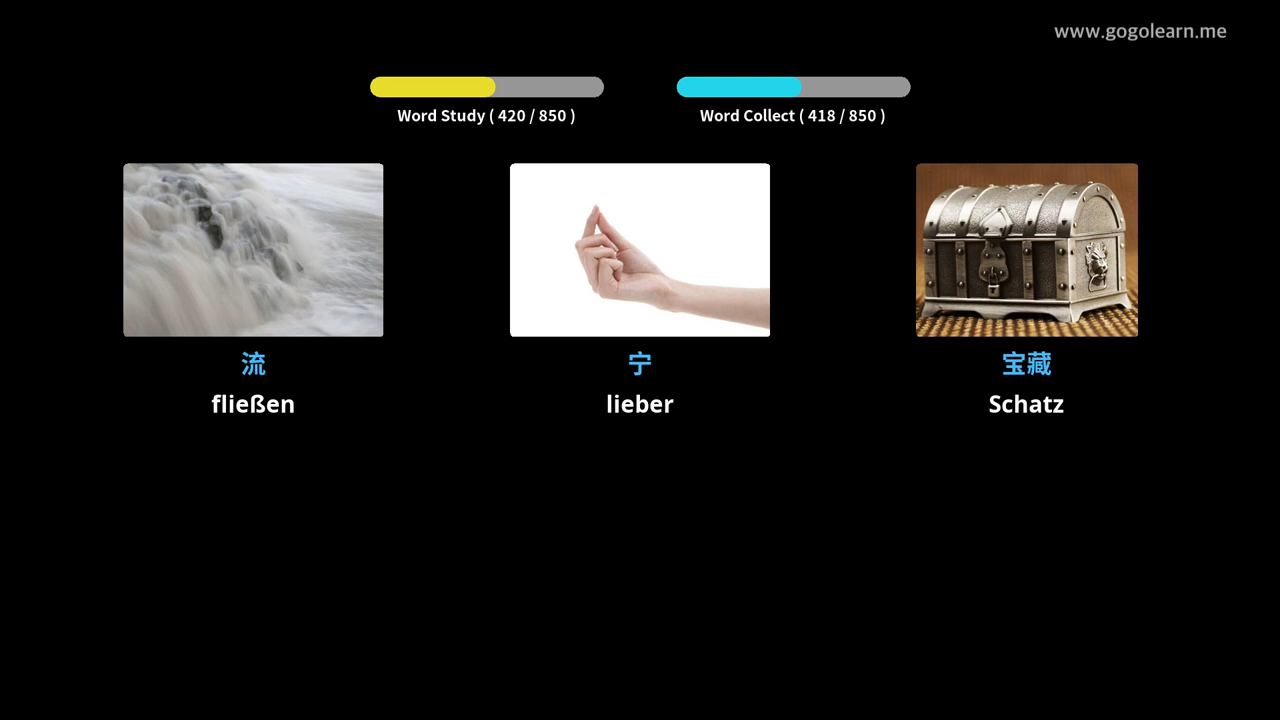 www.gogolearn.me
Word Study ( 420 / 850 )
Word Collect ( 418 / 850 )
流
宁
宝藏
fließen
lieber
Schatz